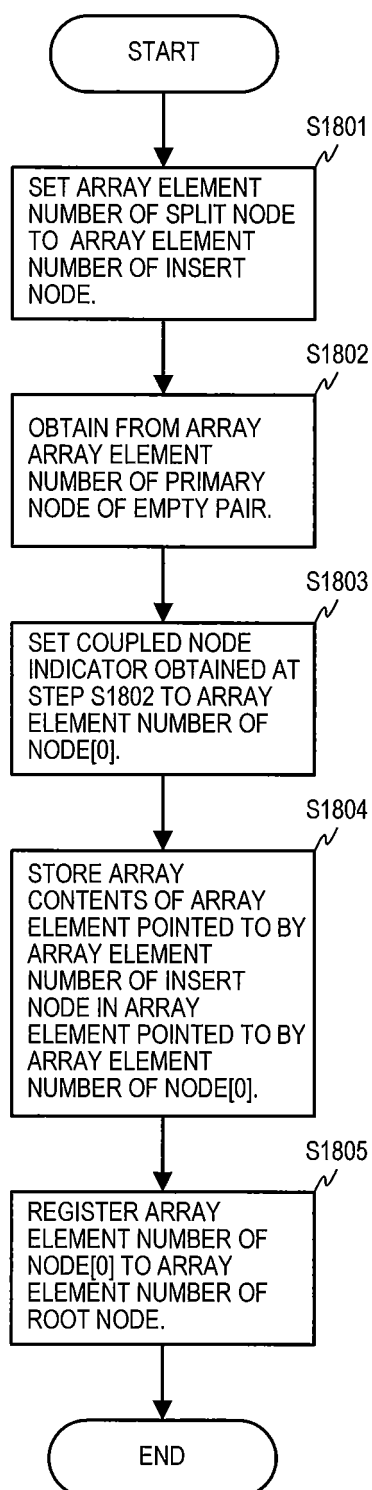 START
S1801
SET ARRAY ELEMENT
NUMBER OF SPLIT NODE
TO ARRAY ELEMENT
NUMBER OF INSERT
NODE.
S1802
OBTAIN FROM ARRAY
ARRAY ELEMENT
NUMBER OF PRIMARY
NODE OF EMPTY PAIR.
S1803
SET COUPLED NODE
INDICATOR OBTAINED AT
STEP S1802 TO ARRAY
ELEMENT NUMBER OF
NODE[0].
S1804
STORE ARRAY
CONTENTS OF ARRAY
ELEMENT POINTED TO BY
ARRAY ELEMENT
NUMBER OF INSERT
NODE IN ARRAY
ELEMENT POINTED TO BY
ARRAY ELEMENT
NUMBER OF NODE[0].
S1805
REGISTER ARRAY
ELEMENT NUMBER OF
NODE[0] TO ARRAY
ELEMENT NUMBER OF
ROOT NODE.
END